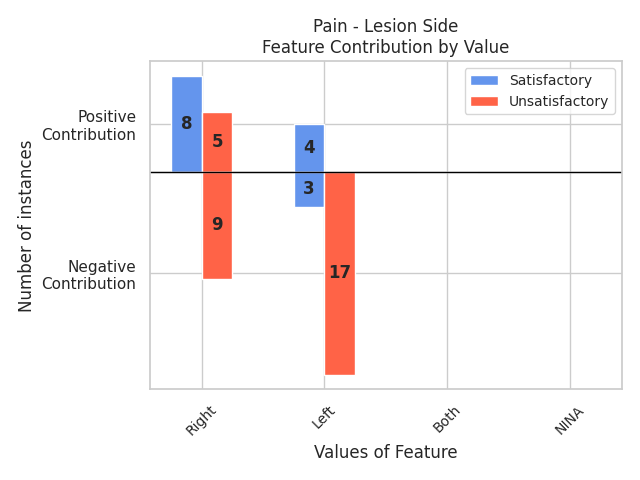 Pain - Lesion Side
Feature Contribution by Value
Satisfactory
Unsatisfactory
Positive
Contribution
Negative
Contribution
Number of instances
8
5
9
4
3
17
Right
Left
Both
NINA
Values of Feature